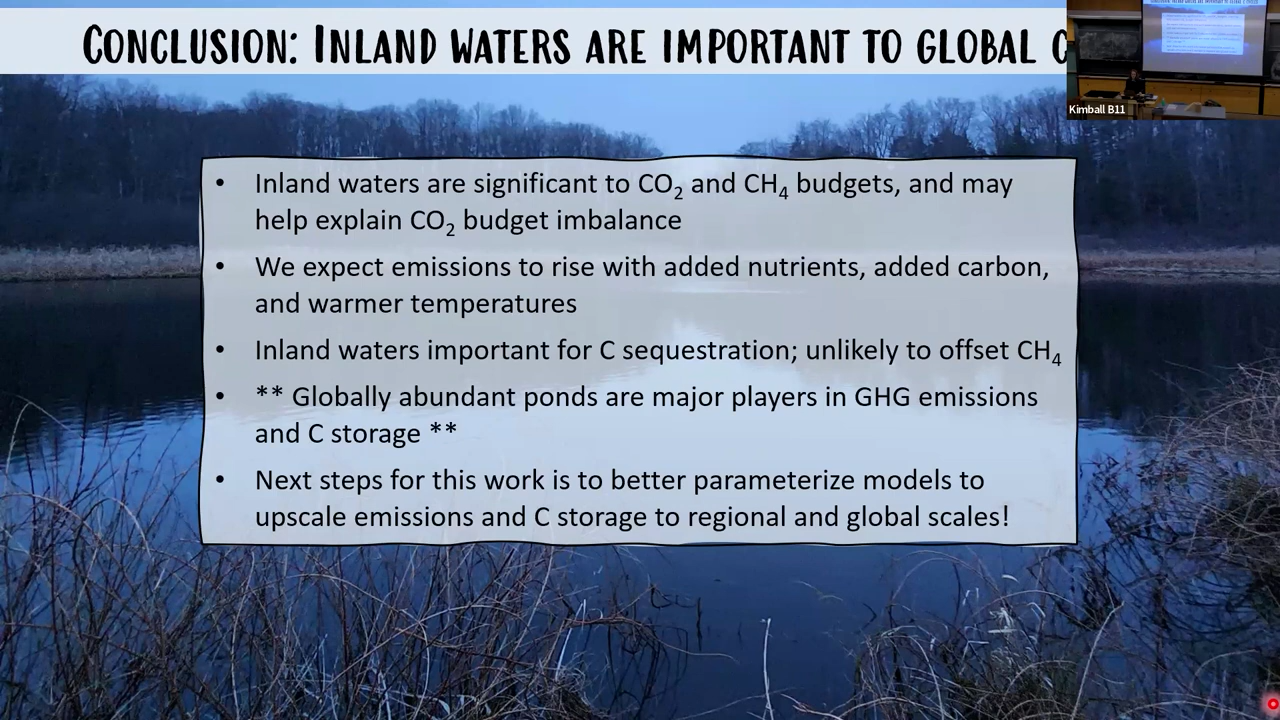 CONCLUSION: INLAND WATERS ARE IMPORTANT TO GLOBAL C
Kimball B11
• Inland waters are significant to CO₂ and CH₄ budgets, and may
help explain CO₂ budget imbalance
• We expect emissions to rise with added nutrients, added carbon,
and warmer temperatures
• Inland waters important for C sequestration; unlikely to offset CH₄
• ** Globally abundant ponds are major players in GHG emissions
and C storage **
• Next steps for this work is to better parameterize models to
upscale emissions and C storage to regional and global scales!